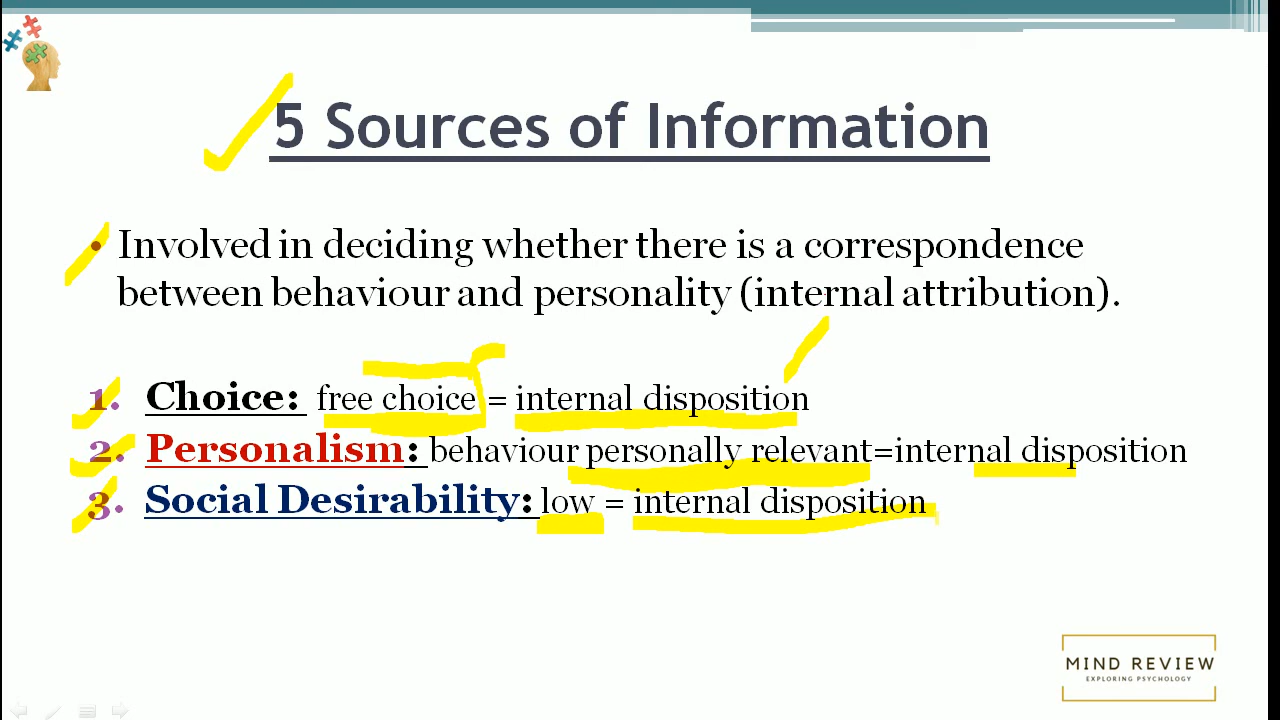 5 Sources of Information
• Involved in deciding whether there is a correspondence
between behaviour and personality (internal attribution).
1. Choice: free choice = internal disposition
2. Personalism: behaviour personally relevant=internal disposition
3. Social Desirability: low = internal disposition
MIND REVIEW
EXPLORING PSYCHOLOGY